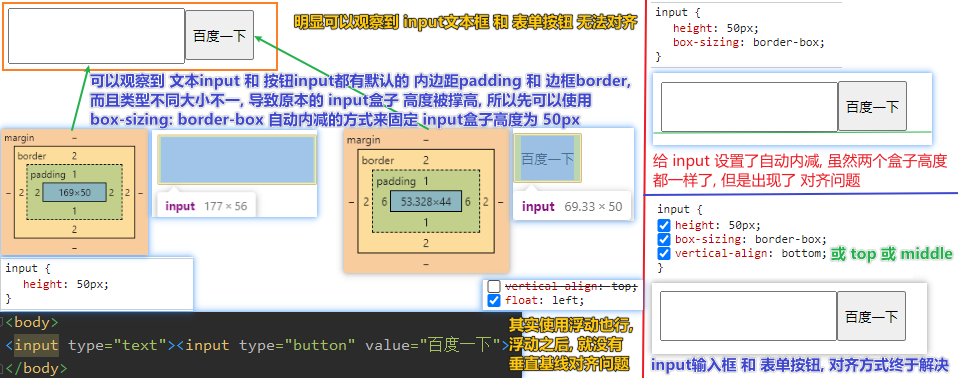 百度一下
明显可以观察到 input文本框 和 表单按钮 无法对齐
可以观察到 文本input 和 按钮input都有默认的 内边距padding 和 边框border,
而且类型不同大小不一, 导致原本的 input盒子 高度被撑高, 所以先可以使用
box-sizing: border-box 自动内减的方式来固定 input盒子高度为 50px
margin
–
border
2
padding 1
– 2 2 169×50 2 2 –
1
2
–
input 177 × 56
margin
–
border
2
padding 1
– 2 6 53.328×44 6 2 –
1
2
–
百度一下
input 69.33 × 50
input {
height: 50px;
}
vertical-align: top;
float: left;
<body>
<input type="text"><input type="button" value="百度一下">
</body>
其实使用浮动也行,
浮动之后, 就没有
垂直基线对齐问题
input {
height: 50px;
box-sizing: border-box;
}
百度一下
给 input 设置了自动内减, 虽然两个盒子高度
都一样了, 但是出现了 对齐问题
input {
height: 50px;
box-sizing: border-box;
vertical-align: bottom; 或 top 或 middle
}
百度一下
input输入框 和 表单按钮, 对齐方式终于解决